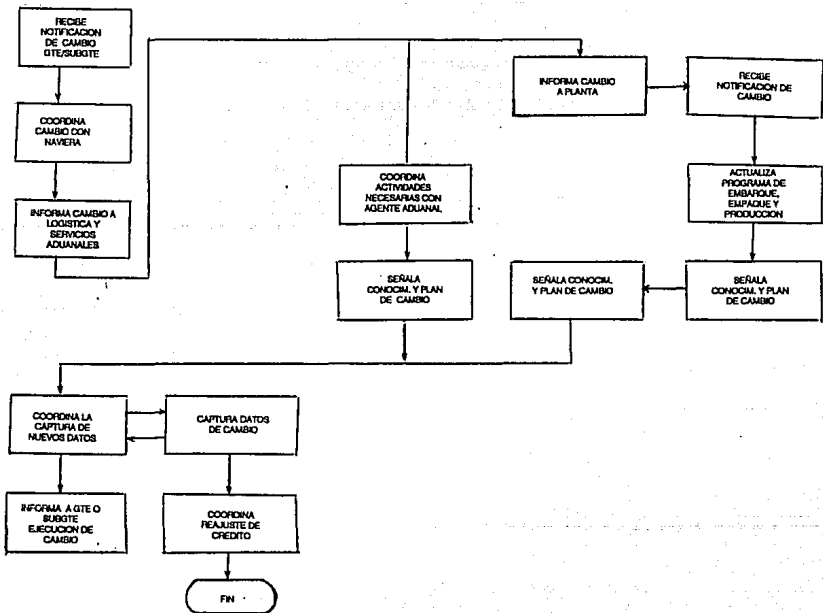 RECIBE
NOTIFICACION
DE CAMBIO
GTE/SUBGTE
COORDINA
CAMBIO CON
NAVIERA
INFORMA CAMBIO A
LOGISTICA Y
SERVICIOS
ADUANALES
COORDINA
ACTIVIDADES
NECESARIAS CON
AGENTE ADUANAL
SEÑALA
CONOCIM. Y PLAN
DE CAMBIO
INFORMA CAMBIO
A PLANTA
RECIBE
NOTIFICACION DE
CAMBIO
ACTUALIZA
PROGRAMA DE
EMBARQUE,
EMPAQUE Y
PRODUCCION
SEÑALA
CONOCIM. Y PLAN
DE CAMBIO
SEÑALA CONOCIM.
Y PLAN DE CAMBIO
COORDINA LA
CAPTURA DE
NUEVOS DATOS
CAPTURA DATOS
DE CAMBIO
INFORMA A GTE O
SUBGTE
EJECUCION DE
CAMBIO
COORDINA
REAJUSTE DE
CREDITO
FIN